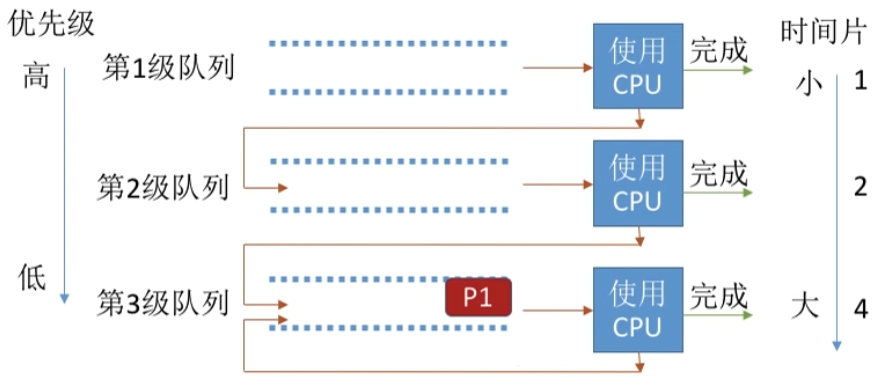 优先级
时间片
高
第1级队列
使用
CPU
完成
小
1
第2级队列
使用
CPU
完成
2
低
第3级队列
P1
使用
CPU
完成
大
4